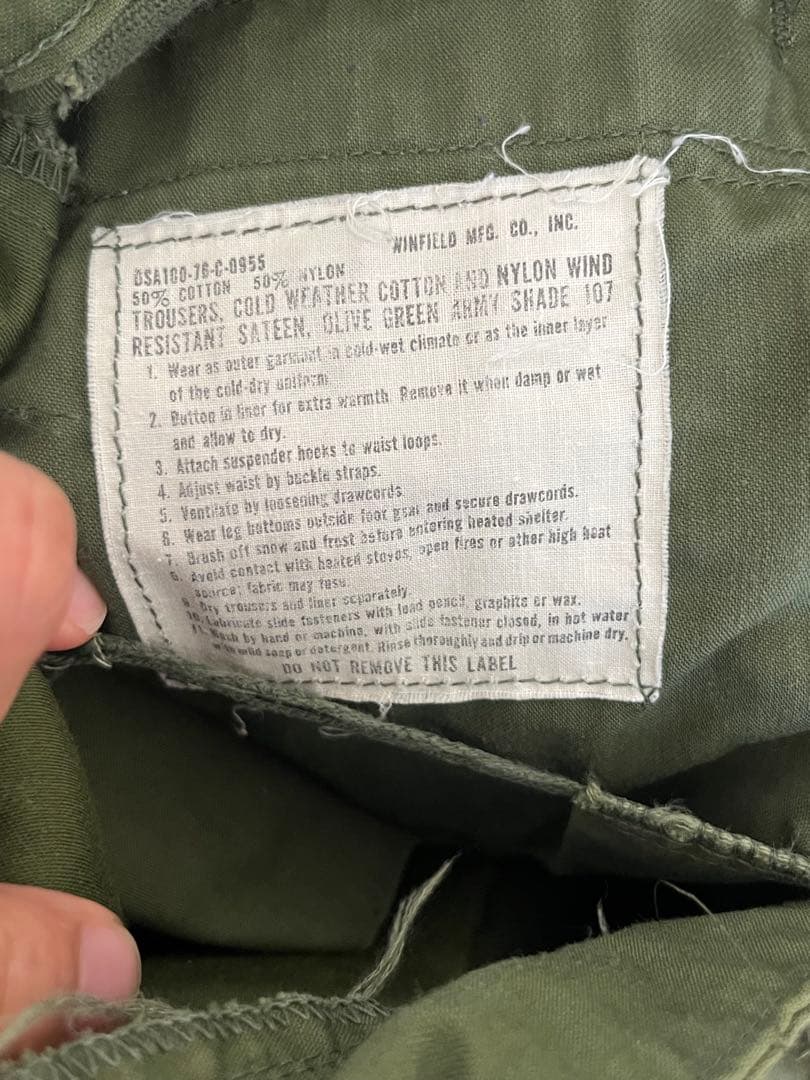 WINFIELD MFG. CO., INC.
DSA100-76-C-0955
50% COTTON 50% NYLON
TROUSERS, COLD WEATHER COTTON AND NYLON WIND
RESISTANT SATEEN, OLIVE GREEN ARMY SHADE 107
1. Wear as outer garment in cold-wet climate or as the inner layer
of the cold-dry uniform
2. Button in liner for extra warmth. Remove it when damp or wet
and allow to dry.
3. Attach suspender hooks to waist loops.
4. Adjust waist by buckle straps.
5. Ventilate by loosening drawcords
6. Wear leg bottoms outside foot gear and secure drawcords.
7. Brush off snow and frost before entering heated shelter.
8. Avoid contact with heated stoves, open fires or other high heat
source; fabric may fuse.
9. Dry trousers and liner separately.
10. Lubricate slide fasteners with lead pencil, graphite or wax.
11. Wash by hand or machine, with slide fastener closed, in hot water
with mild soap or detergent. Rinse thoroughly and drip or machine dry.
DO NOT REMOVE THIS LABEL